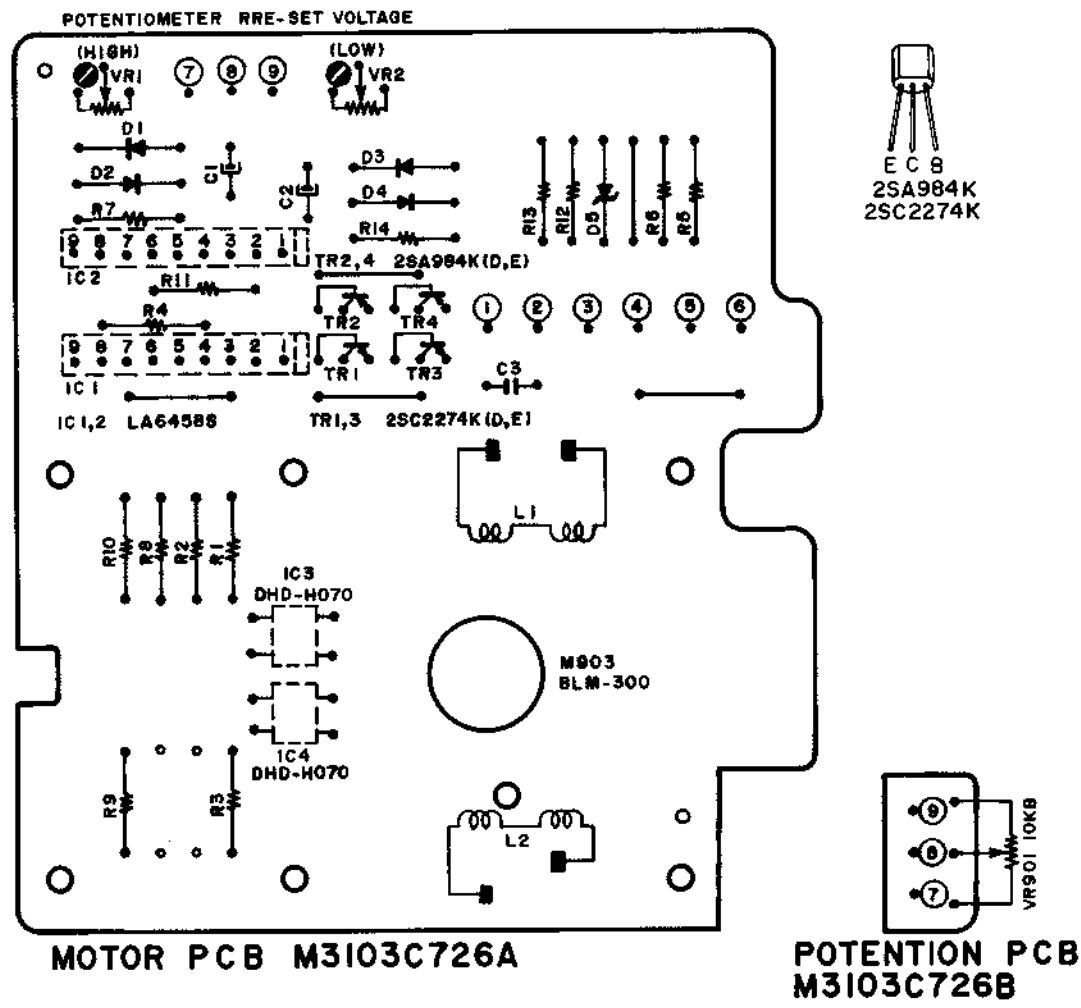 POTENTIOMETER RRE-SET VOLTAGE
(HIGH) (LOW)
VR1 7 8 9 VR2
D1
D2 C1 C2 D3
D4
R7 R14
R13 R12 D5 R6 R5
E C B
2SA984K
2SC2274K
9 8 7 6 5 4 3 2 1
IC2
TR2,4 2SA984K(D,E)
R11
TR2 TR4
1 2 3 4 5 6
R4
9 8 7 6 5 4 3 2 1
IC1
TR1 TR3
C3
IC1,2 LA6458S
TR1,3 2SC2274K(D,E)
L1
R10 R8 R2 R1
IC3
DHD-H070
M903
BLM-300
IC4
DHD-H070
R9 R3
L2
9
8
7
VR901 10KB
MOTOR PCB M3103C726A
POTENTION PCB
M3103C726B